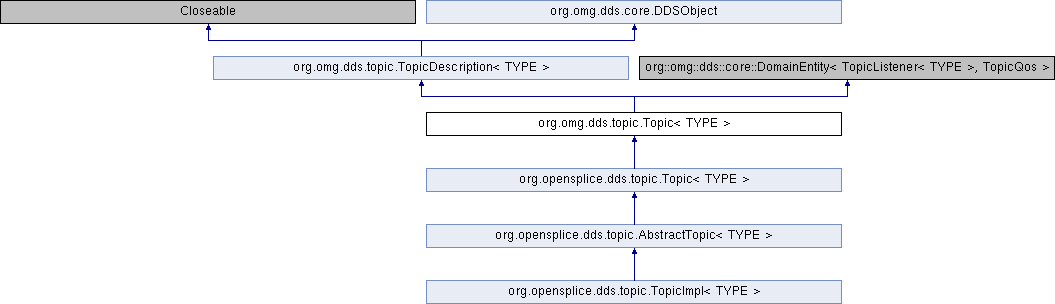 Closeable
org.omg.dds.core.DDSObject
org.omg.dds.topic.TopicDescription< TYPE >
org::omg::dds::core::DomainEntity< TopicListener< TYPE >, TopicQos >
org.omg.dds.topic.Topic< TYPE >
org.opensplice.dds.topic.Topic< TYPE >
org.opensplice.dds.topic.AbstractTopic< TYPE >
org.opensplice.dds.topic.TopicImpl< TYPE >